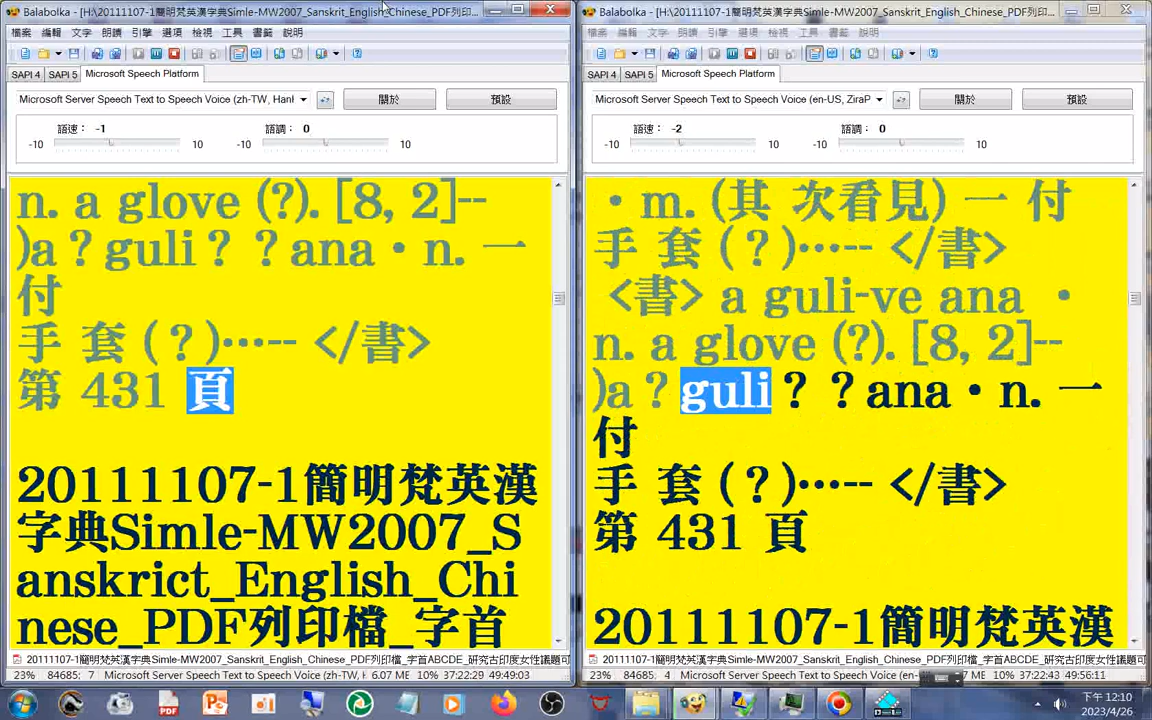 Balabolka - [H:\20111107-1簡明梵英漢字典Simle-MW2007_Sanskrit_English_Chinese_PDF列印...
檔案 編輯 文字 朗讀 引擎 選項 檢視 工具 書籤 說明
SAPI 4 SAPI 5 Microsoft Speech Platform
Microsoft Server Speech Text to Speech Voice (zh-TW, HanH 關於 預設
語速: -1 語調: 0
-10 10 -10 10
n. a glove (?). [8, 2]--
)a ? guli ? ? ana • n. 一
付
手 套 ( ? )…-- </書>
第 431 頁
20111107-1簡明梵英漢
字典Simle-MW2007_S
anskrict_English_Chi
nese_PDF列印檔_字首
20111107-1簡明梵英漢字典Simle-MW2007_Sanskrit_English_Chinese_PDF列印檔_字首ABCDE_研究古印度女性議題可
23% 84685: 7 Microsoft Server Speech Text to Speech Voice (zh-TW, 6.07 MB 10% 37:22:29 49:49:03
Balabolka - [H:\20111107-1簡明梵英漢字典Simle-MW2007_Sanskrit_English_Chinese_PDF列印...
檔案 編輯 文字 朗讀 引擎 選項 檢視 工具 書籤 說明
SAPI 4 SAPI 5 Microsoft Speech Platform
Microsoft Server Speech Text to Speech Voice (en-US, ZiraP 關於 預設
語速: -2 語調: 0
-10 10 -10 10
• m. (其 次看見) 一 付
手 套 ( ? )…-- </書>
<書> a guli-ve ana •
n. a glove (?). [8, 2]--
)a ? guli ? ? ana • n. 一
付
手 套 ( ? )…-- </書>
第 431 頁
20111107-1簡明梵英漢
20111107-1簡明梵英漢字典Simle-MW2007_Sanskrit_English_Chinese_PDF列印檔_字首ABCDE_研究古印度女性議題可
23% 84685: 4 Microsoft Server Speech Text to Speech Voice (en-US, 10% 37:22:43 49:56:11
下午 12:10
2023/4/26